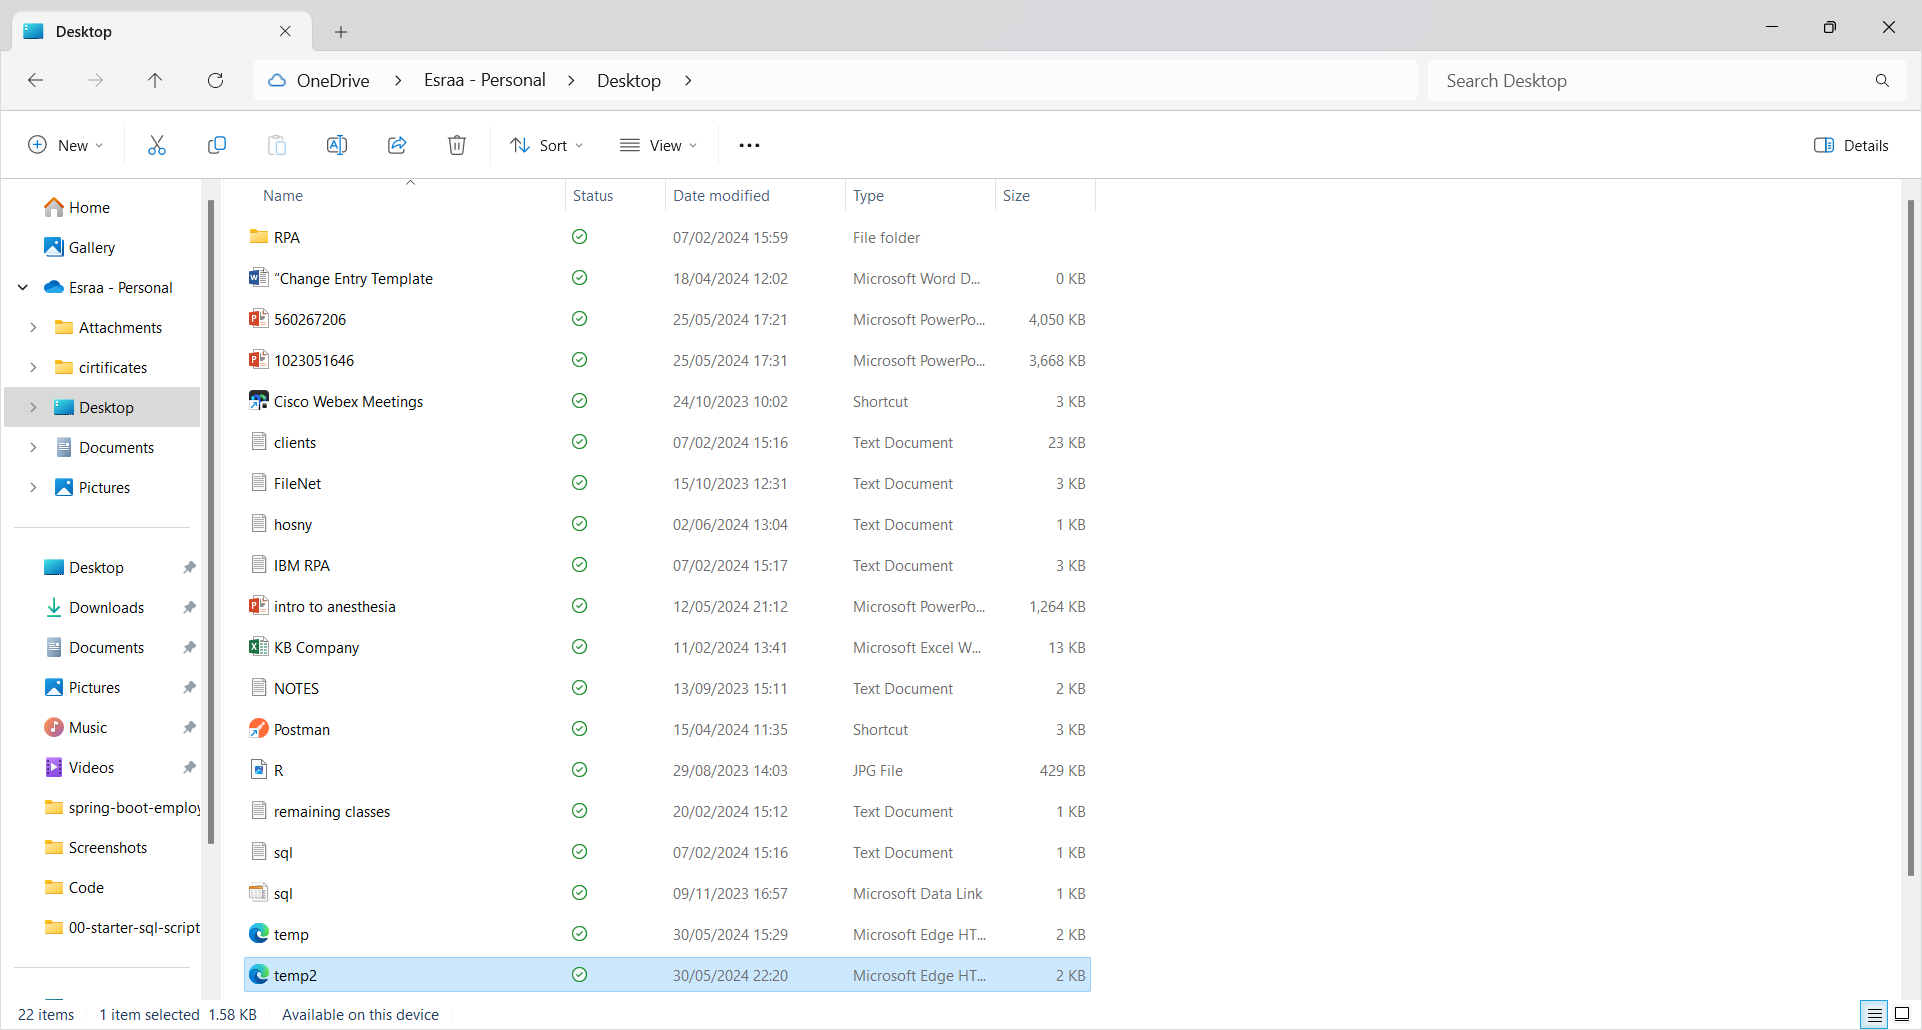 Desktop
OneDrive > Esraa - Personal > Desktop >
Search Desktop
New
Sort
View
Details
Home
Gallery
Esraa - Personal
Attachments
cirtificates
Desktop
Documents
Pictures
Desktop
Downloads
Documents
Pictures
Music
Videos
spring-boot-employ
Screenshots
Code
00-starter-sql-script
Name Status Date modified Type Size
RPA 07/02/2024 15:59 File folder
“Change Entry Template 18/04/2024 12:02 Microsoft Word D... 0 KB
560267206 25/05/2024 17:21 Microsoft PowerPo... 4,050 KB
1023051646 25/05/2024 17:31 Microsoft PowerPo... 3,668 KB
Cisco Webex Meetings 24/10/2023 10:02 Shortcut 3 KB
clients 07/02/2024 15:16 Text Document 23 KB
FileNet 15/10/2023 12:31 Text Document 3 KB
hosny 02/06/2024 13:04 Text Document 1 KB
IBM RPA 07/02/2024 15:17 Text Document 3 KB
intro to anesthesia 12/05/2024 21:12 Microsoft PowerPo... 1,264 KB
KB Company 11/02/2024 13:41 Microsoft Excel W... 13 KB
NOTES 13/09/2023 15:11 Text Document 2 KB
Postman 15/04/2024 11:35 Shortcut 3 KB
R 29/08/2023 14:03 JPG File 429 KB
remaining classes 20/02/2024 15:12 Text Document 1 KB
sql 07/02/2024 15:16 Text Document 1 KB
sql 09/11/2023 16:57 Microsoft Data Link 1 KB
temp 30/05/2024 15:29 Microsoft Edge HT... 2 KB
temp2 30/05/2024 22:20 Microsoft Edge HT... 2 KB
22 items 1 item selected 1.58 KB Available on this device